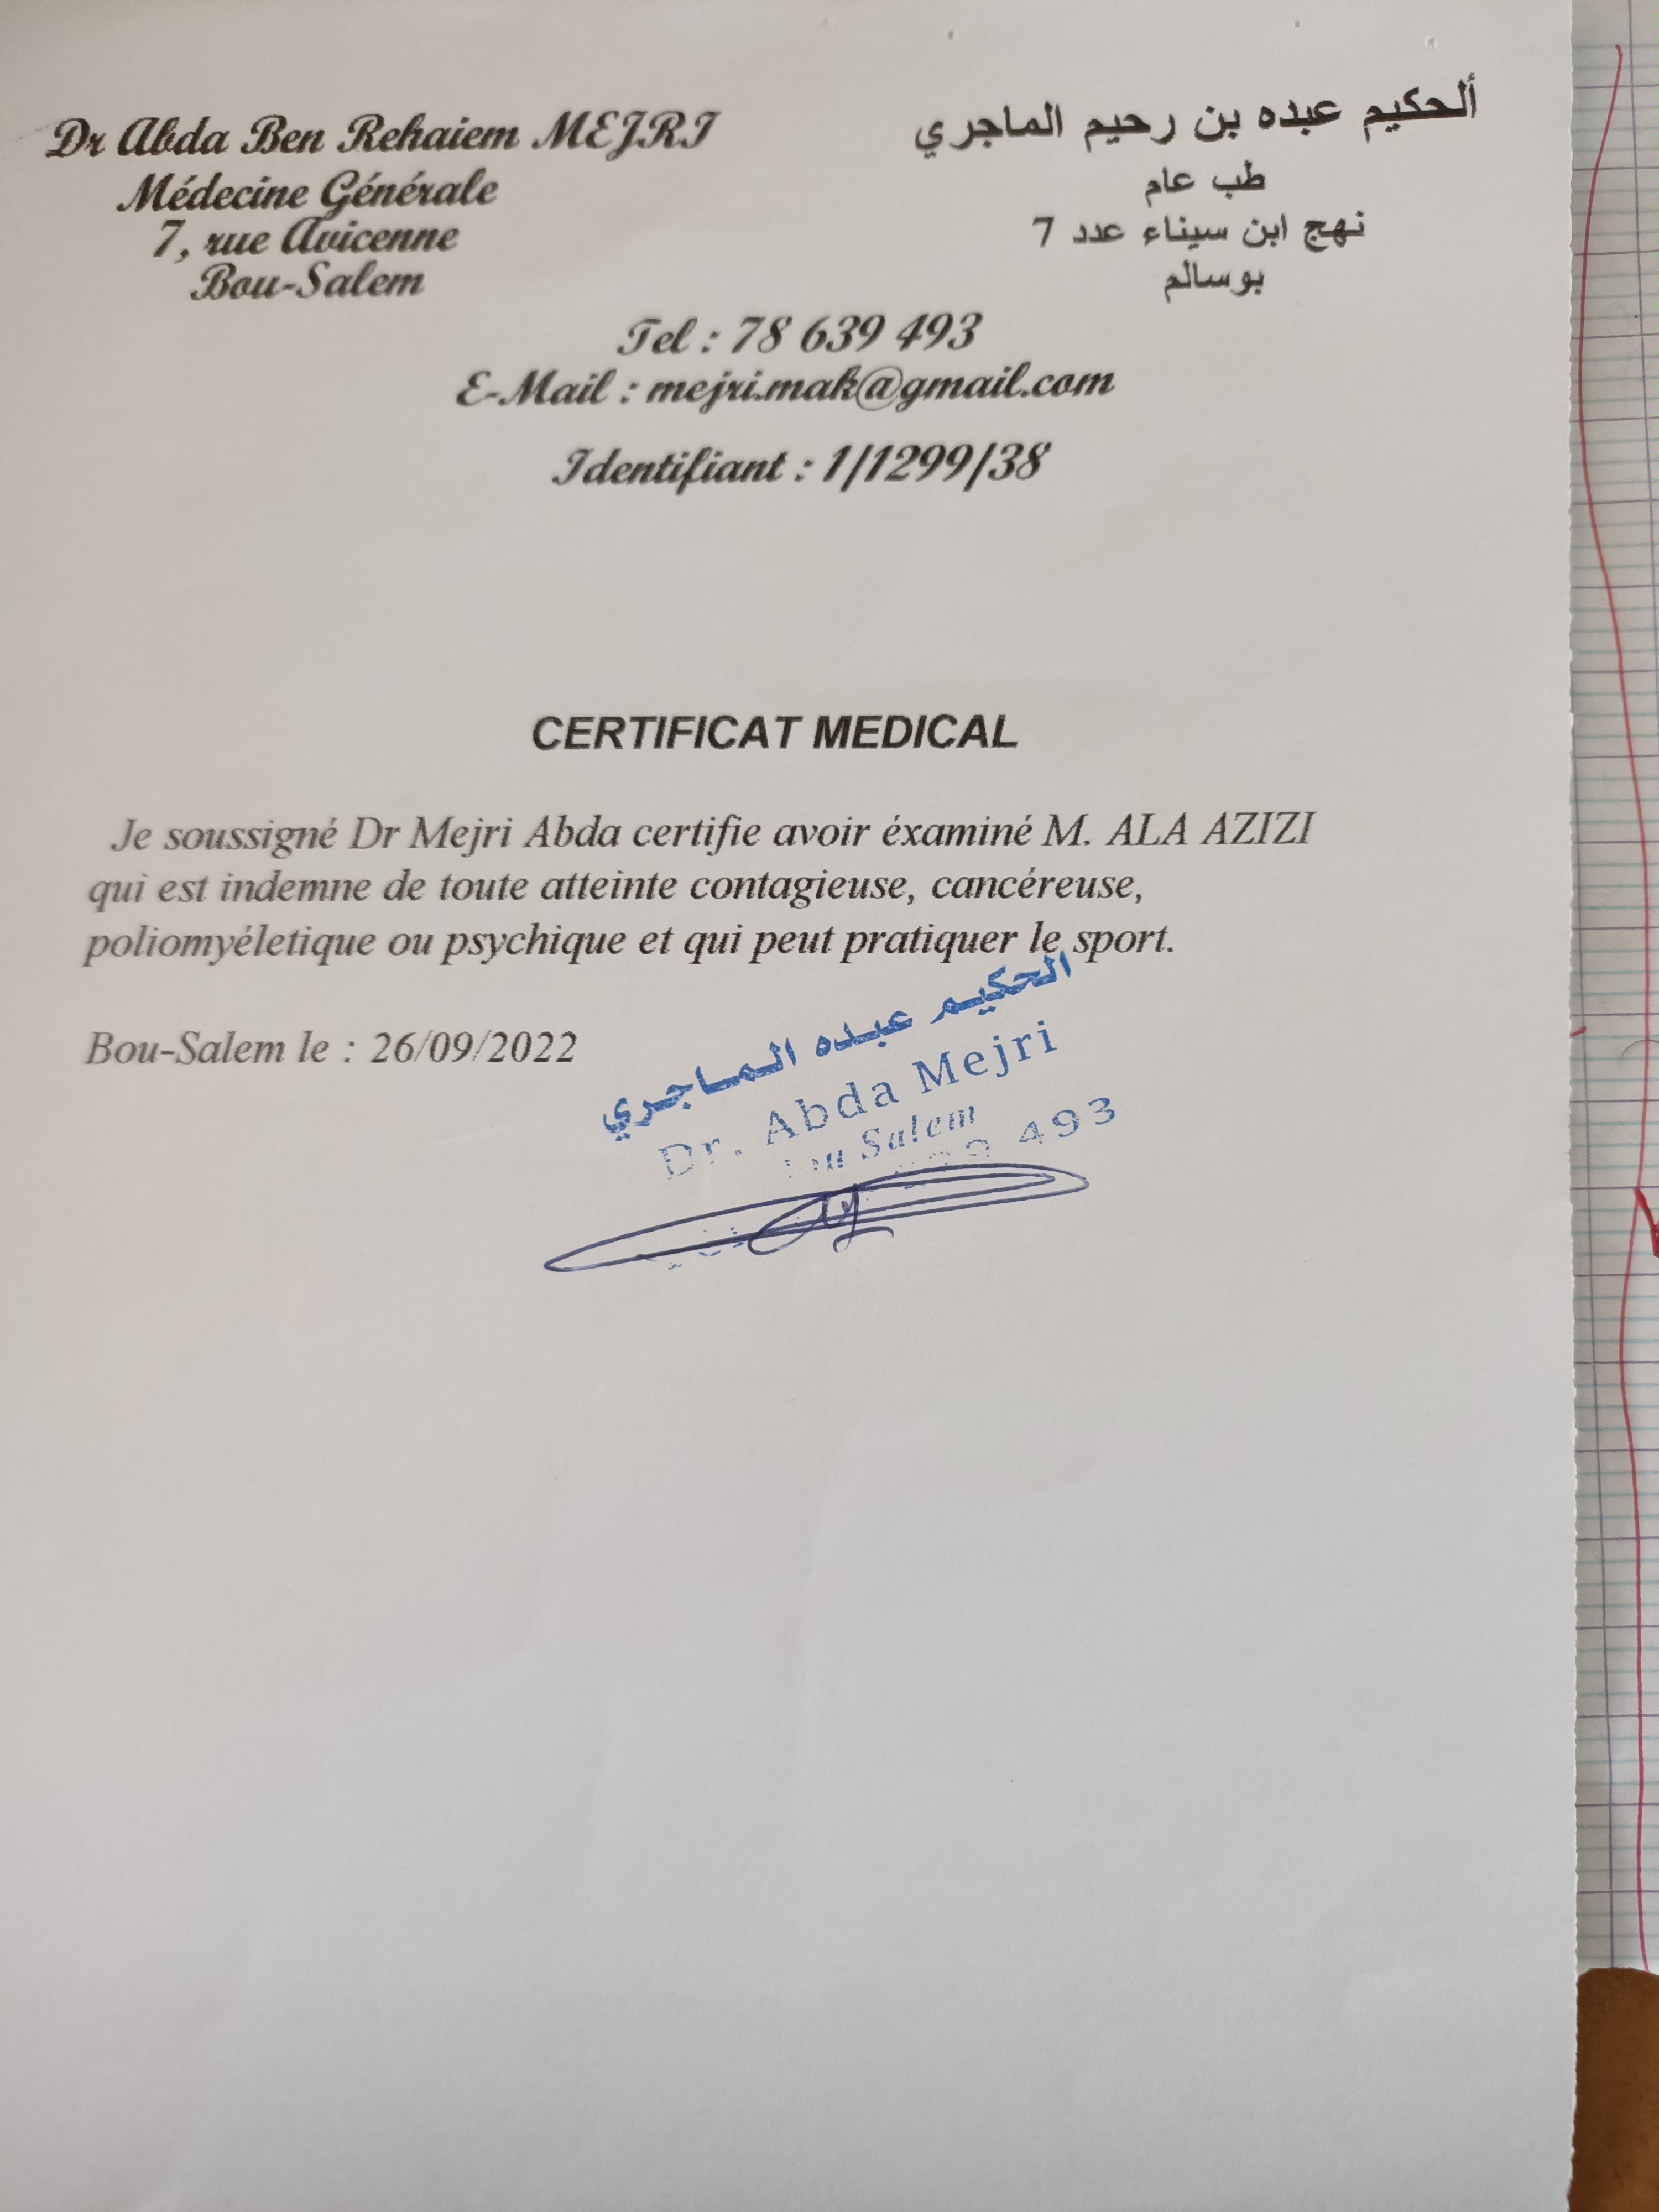 Dr Abda Ben Rehaiem MEJRI
Médecine Générale
7, rue Avicenne
Bou-Salem
ألحكيم عبده بن رحيم الماجري
طب عام
نهج ابن سيناء عدد 7
بوسالم
Tel : 78 639 493
E-Mail : mejri.mak@gmail.com
Identifiant : 1/1299/38
CERTIFICAT MEDICAL
Je soussigné Dr Mejri Abda certifie avoir éxaminé M. ALA AZIZI
qui est indemne de toute atteinte contagieuse, cancéreuse,
poliomyéletique ou psychique et qui peut pratiquer le sport.
Bou-Salem le : 26/09/2022
الحكيم عبده الماجري
Dr. Abda Mejri
Salem
493